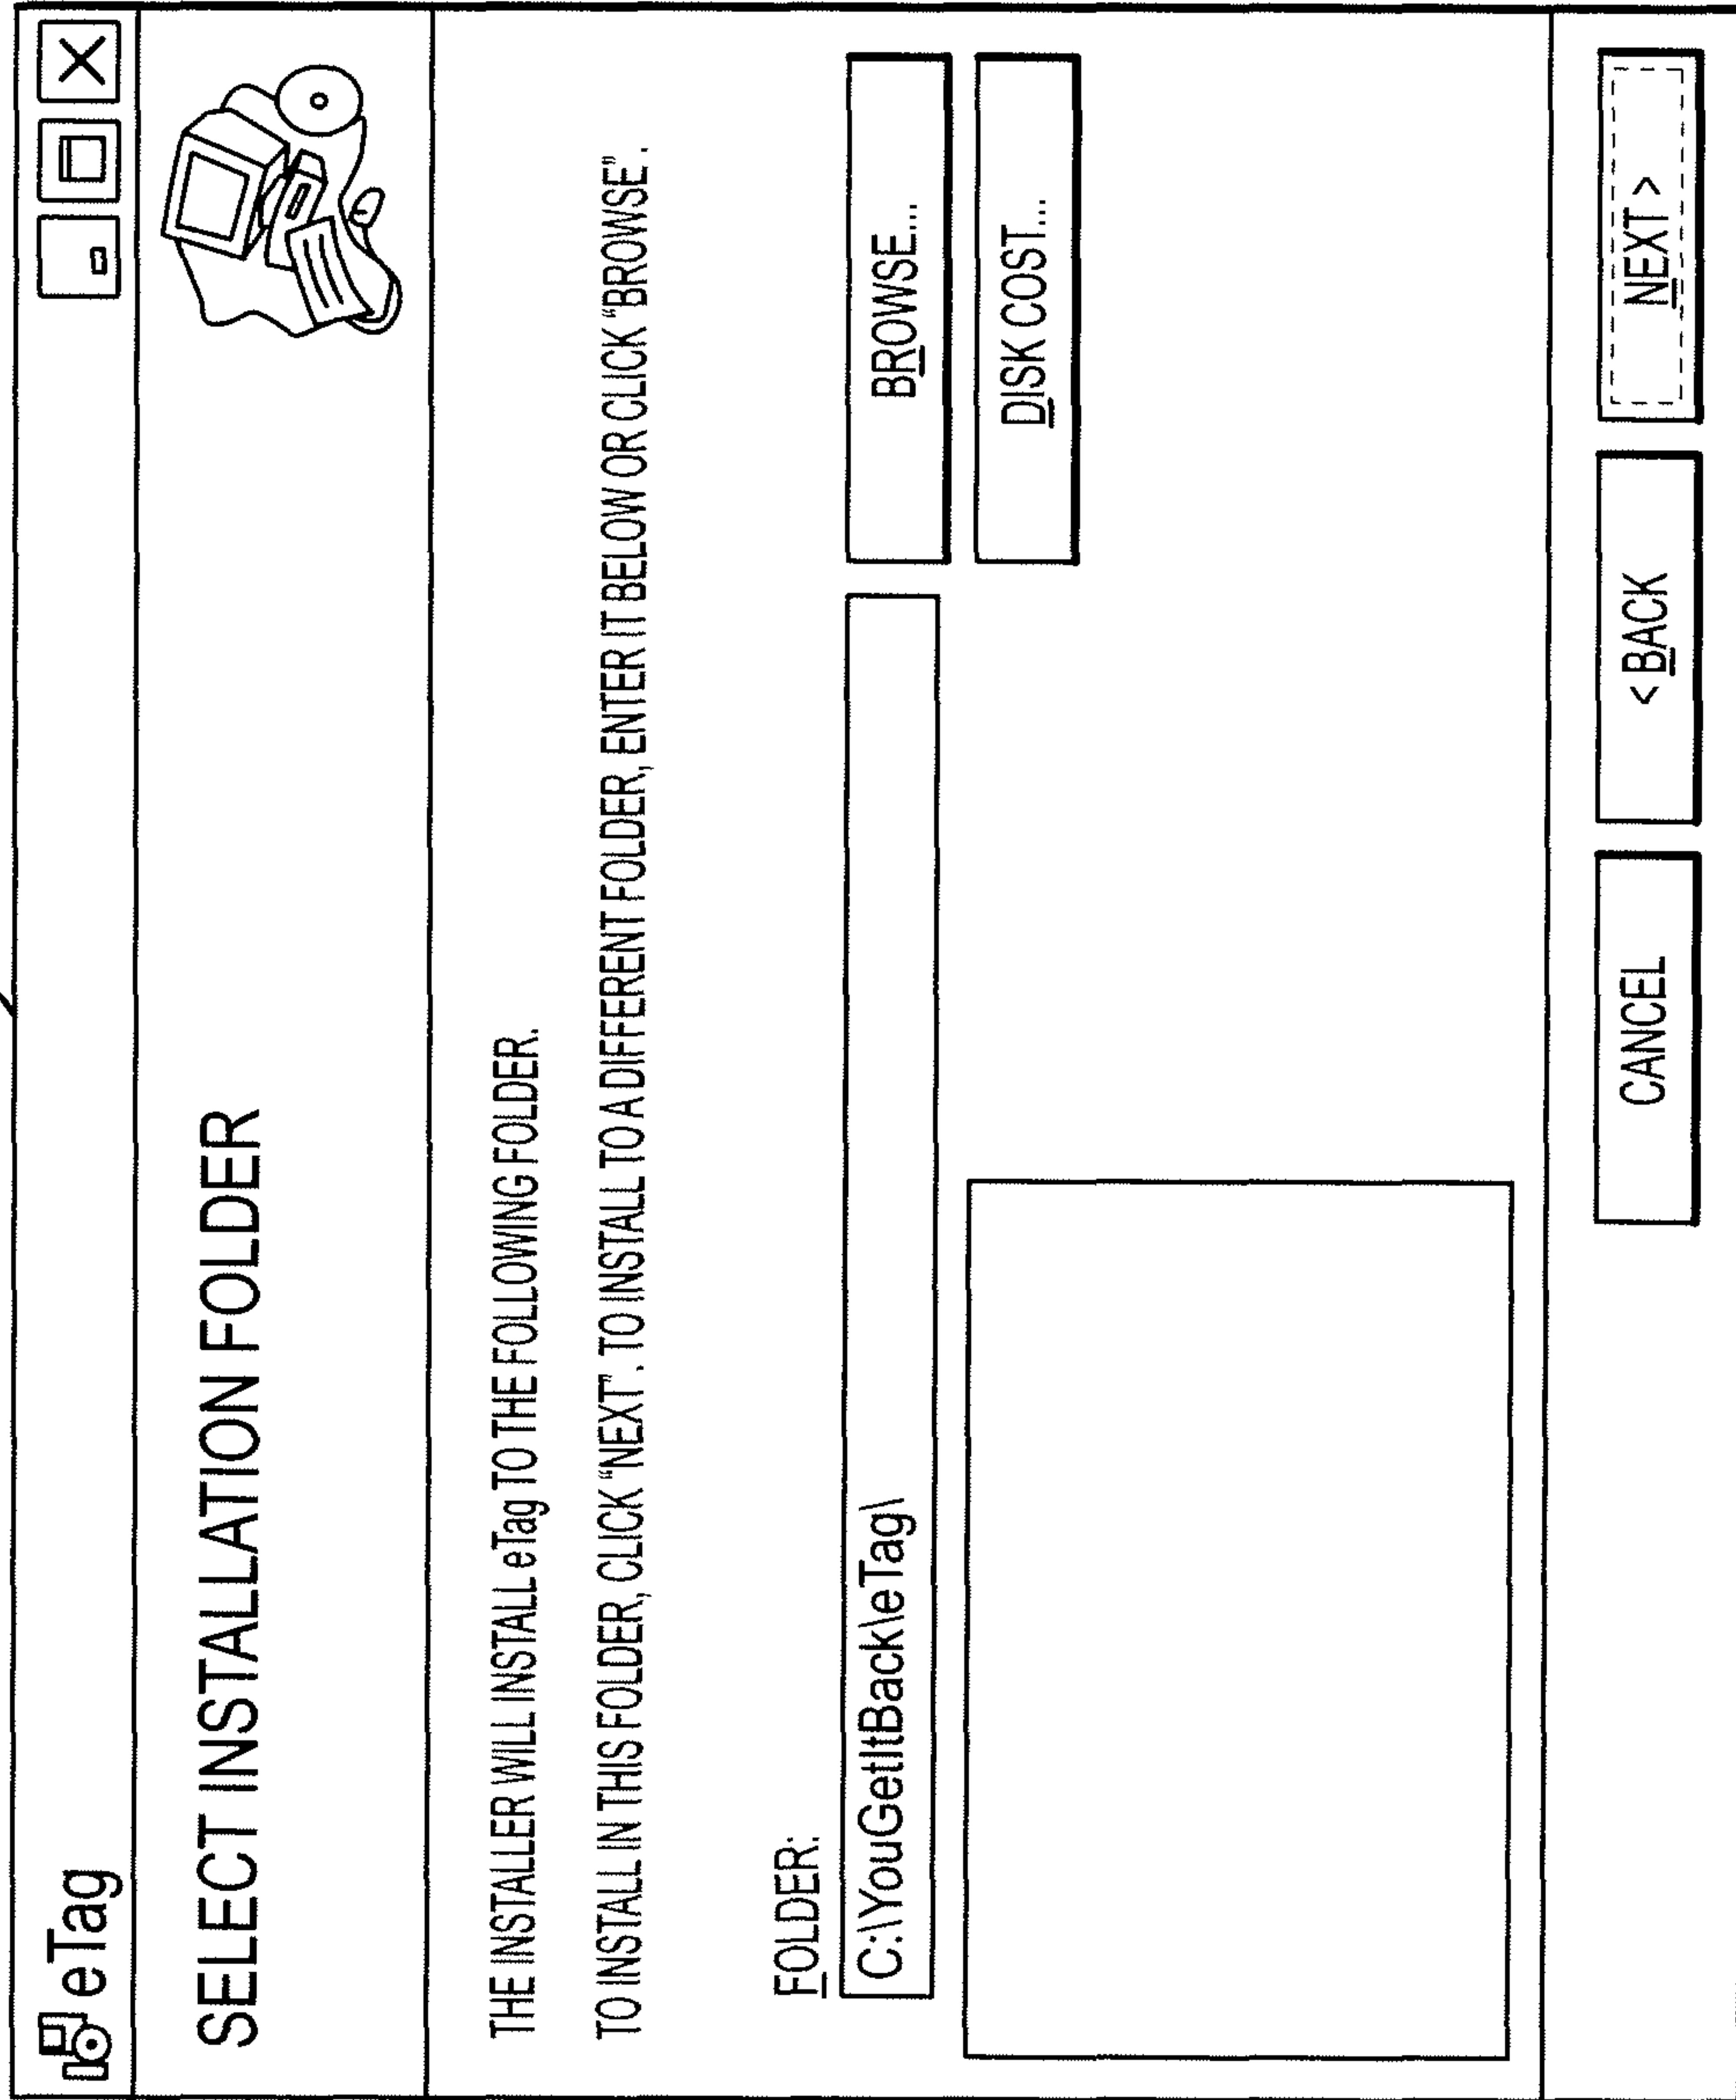 eTag
SELECT INSTALLATION FOLDER
THE INSTALLER WILL INSTALL eTag TO THE FOLLOWING FOLDER.
TO INSTALL IN THIS FOLDER, CLICK "NEXT". TO INSTALL TO A DIFFERENT FOLDER, ENTER IT BELOW OR CLICK "BROWSE".
FOLDER:
C:\YouGetItBack\eTag\
BROWSE...
DISK COST...
CANCEL
< BACK
NEXT >